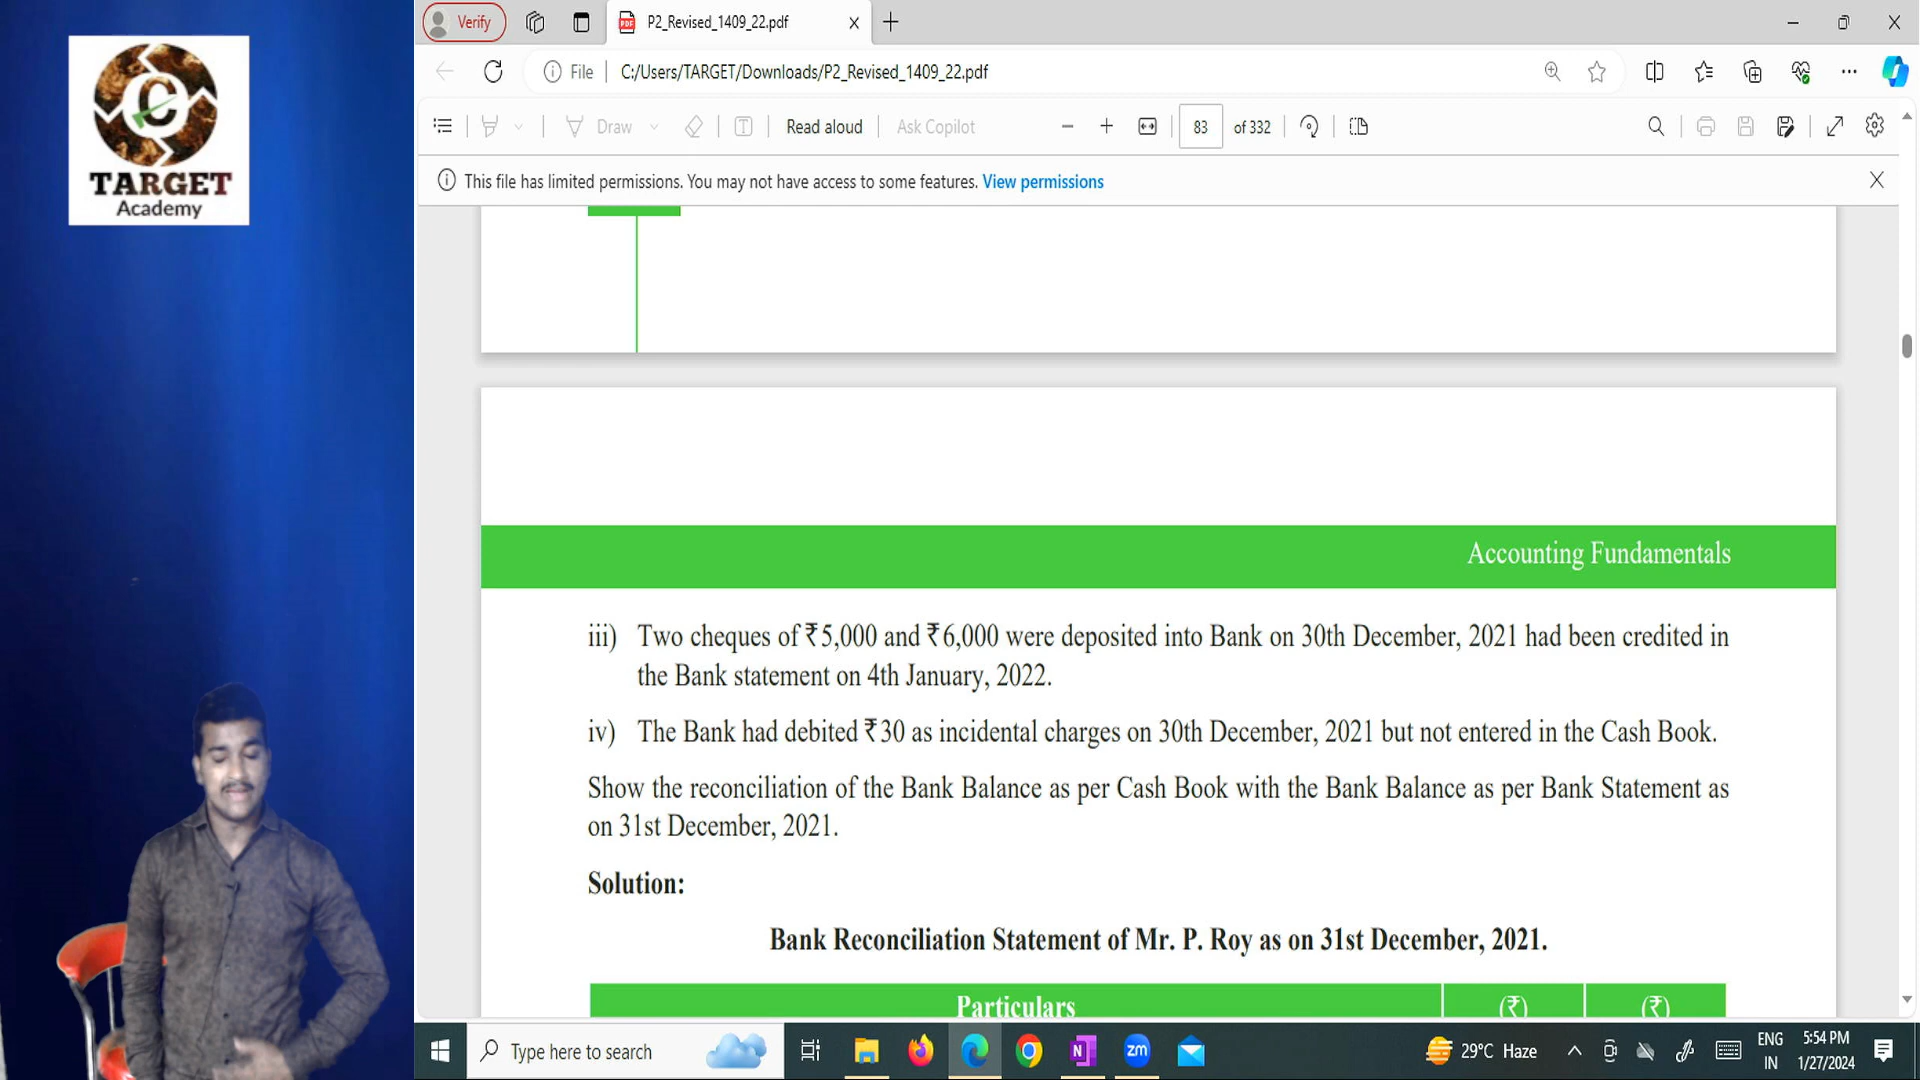 TARGET
Academy
Verify
P2_Revised_1409_22.pdf
File
C:/Users/TARGET/Downloads/P2_Revised_1409_22.pdf
Draw
Read aloud
Ask Copilot
83 of 332
This file has limited permissions. You may not have access to some features. View permissions
Accounting Fundamentals
iii) Two cheques of ₹5,000 and ₹6,000 were deposited into Bank on 30th December, 2021 had been credited in
the Bank statement on 4th January, 2022.
iv) The Bank had debited ₹30 as incidental charges on 30th December, 2021 but not entered in the Cash Book.
Show the reconciliation of the Bank Balance as per Cash Book with the Bank Balance as per Bank Statement as
on 31st December, 2021.
Solution:
Bank Reconciliation Statement of Mr. P. Roy as on 31st December, 2021.
Particulars (₹) (₹)
Type here to search
N
zm
29°C Haze
ENG
IN
5:54 PM
1/27/2024